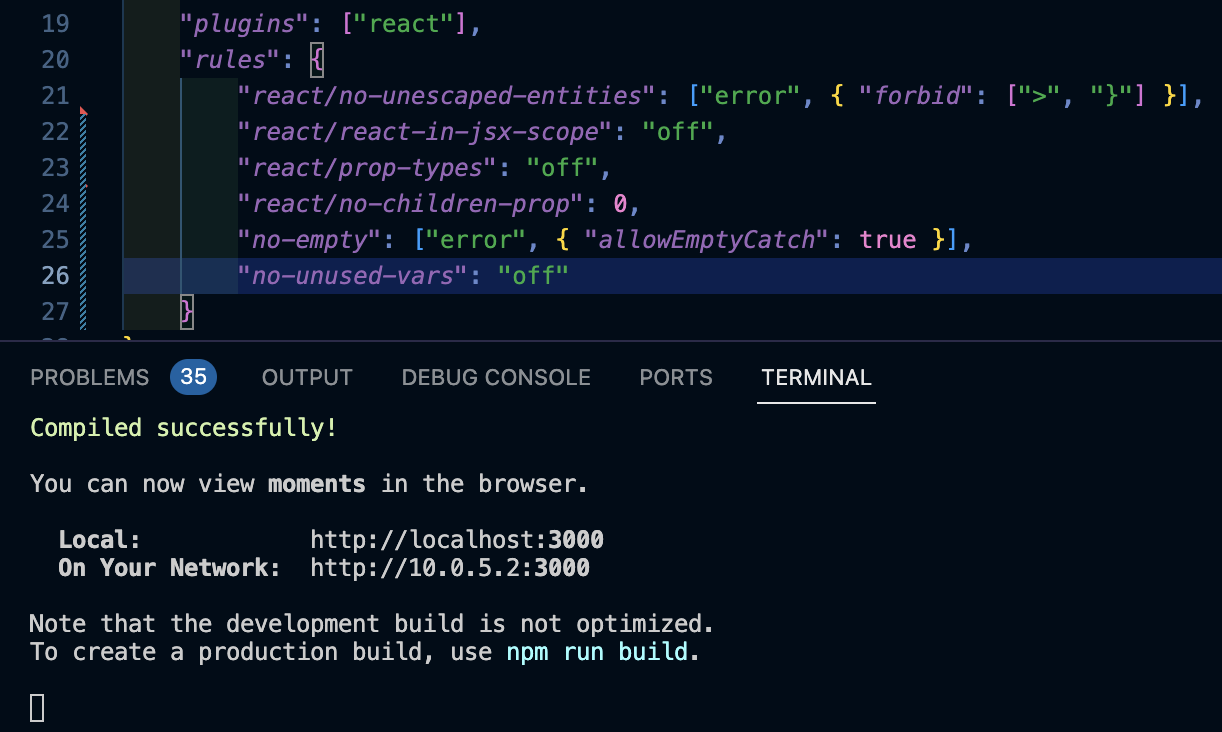 19 "plugins": ["react"],
20 "rules": {
21 "react/no-unescaped-entities": ["error", { "forbid": [">", "}"] }],
22 "react/react-in-jsx-scope": "off",
23 "react/prop-types": "off",
24 "react/no-children-prop": 0,
25 "no-empty": ["error", { "allowEmptyCatch": true }],
26 "no-unused-vars": "off"
27 }
PROBLEMS 35 OUTPUT DEBUG CONSOLE PORTS TERMINAL
Compiled successfully!
You can now view moments in the browser.
Local: http://localhost:3000
On Your Network: http://10.0.5.2:3000
Note that the development build is not optimized.
To create a production build, use npm run build.